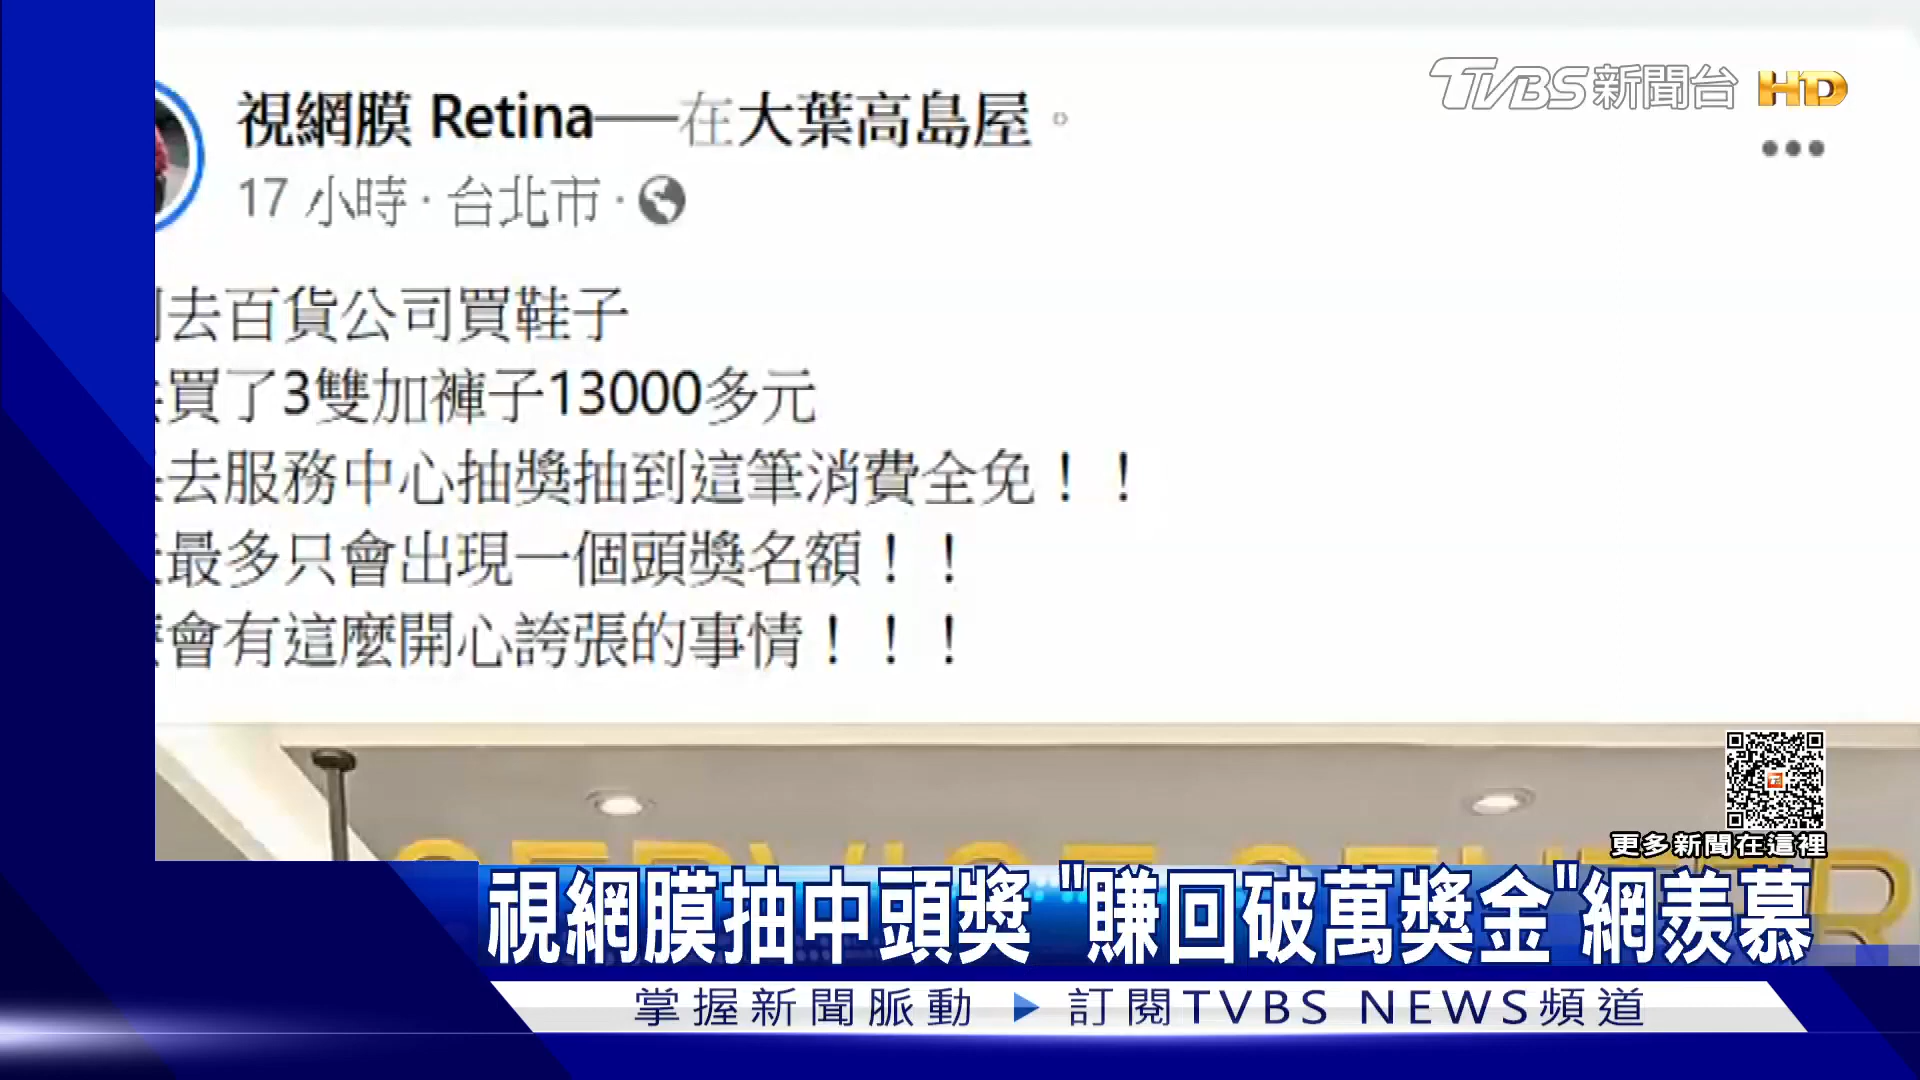 TVBS新聞台 HD
視網膜 Retina——在大葉高島屋。
17 小時 · 台北市 ·
去百貨公司買鞋子
買了3雙加褲子13000多元
去服務中心抽獎抽到這筆消費全免！！
最多只會出現一個頭獎名額！！
會有這麼開心誇張的事情！！！
SERVICE CENTER
更多新聞在這裡
視網膜抽中頭獎 "賺回破萬獎金"網羨慕
掌握新聞脈動 ▶ 訂閱TVBS NEWS頻道